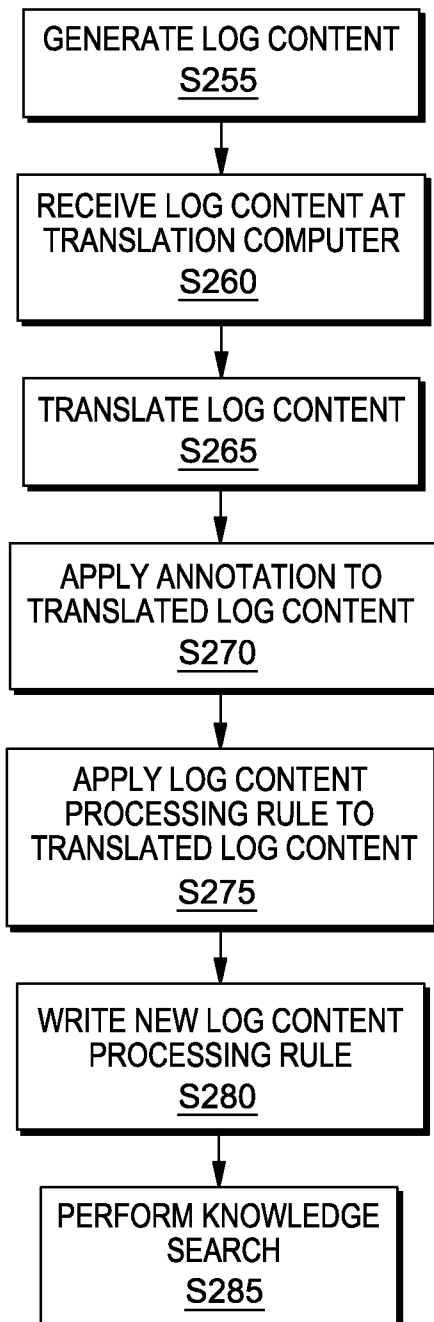 GENERATE LOG CONTENT
S255
RECEIVE LOG CONTENT AT
TRANSLATION COMPUTER
S260
TRANSLATE LOG CONTENT
S265
APPLY ANNOTATION TO
TRANSLATED LOG CONTENT
S270
APPLY LOG CONTENT
PROCESSING RULE TO
TRANSLATED LOG CONTENT
S275
WRITE NEW LOG CONTENT
PROCESSING RULE
S280
PERFORM KNOWLEDGE
SEARCH
S285